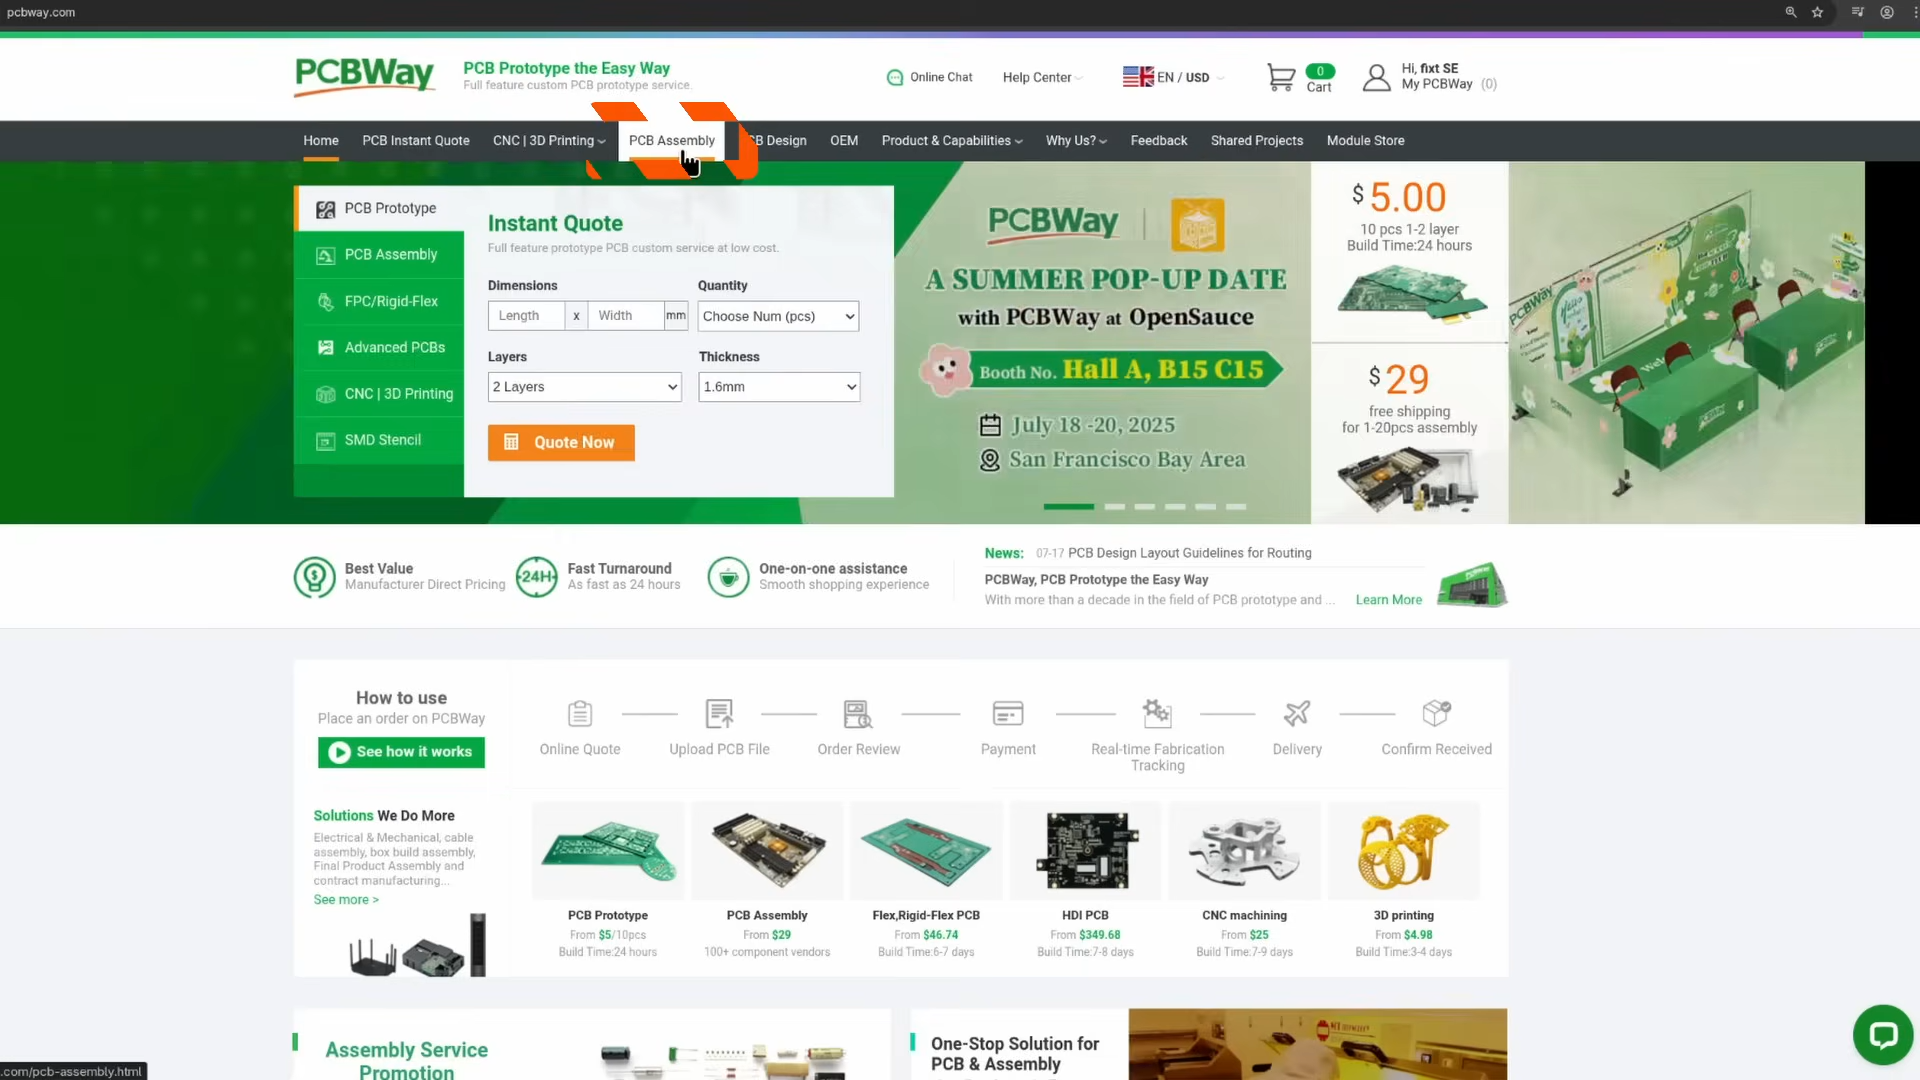 pcbway.com
PCBWay
PCB Prototype the Easy Way
Full feature custom PCB prototype service.
Online Chat
Help Center
EN / USD
0
Cart
Hi, fixt SE
My PCBWay (0)
Home
PCB Instant Quote
CNC | 3D Printing
PCB Assembly
CB Design
OEM
Product & Capabilities
Why Us?
Feedback
Shared Projects
Module Store
PCB Prototype
PCB Assembly
FPC/Rigid-Flex
Advanced PCBs
CNC | 3D Printing
SMD Stencil
Instant Quote
Full feature prototype PCB custom service at low cost.
Dimensions
Quantity
Length
x
Width
mm
Choose Num (pcs)
Layers
Thickness
2 Layers
1.6mm
Quote Now
PCBWay
A SUMMER POP-UP DATE
with PCBWay at OpenSauce
Booth No. Hall A, B15 C15
July 18 -20, 2025
San Francisco Bay Area
$ 5.00
10 pcs 1-2 layer
Build Time:24 hours
$ 29
free shipping
for 1-20pcs assembly
Best Value
Manufacturer Direct Pricing
24H
Fast Turnaround
As fast as 24 hours
One-on-one assistance
Smooth shopping experience
News: 07-17 PCB Design Layout Guidelines for Routing
PCBWay, PCB Prototype the Easy Way
With more than a decade in the field of PCB prototype and ...
Learn More
How to use
Place an order on PCBWay
See how it works
Online Quote
Upload PCB File
Order Review
Payment
Real-time Fabrication
Tracking
Delivery
Confirm Received
Solutions We Do More
Electrical & Mechanical, cable
assembly, box build assembly,
Final Product Assembly and
contract manufacturing...
See more >
PCB Prototype
From $5/10pcs
Build Time:24 hours
PCB Assembly
From $29
100+ component vendors
Flex,Rigid-Flex PCB
From $46.74
Build Time:6-7 days
HDI PCB
From $349.68
Build Time:7-8 days
CNC machining
From $25
Build Time:7-9 days
3D printing
From $4.98
Build Time:3-4 days
Assembly Service
Promotion
One-Stop Solution for
PCB & Assembly
.com/pcb-assembly.html